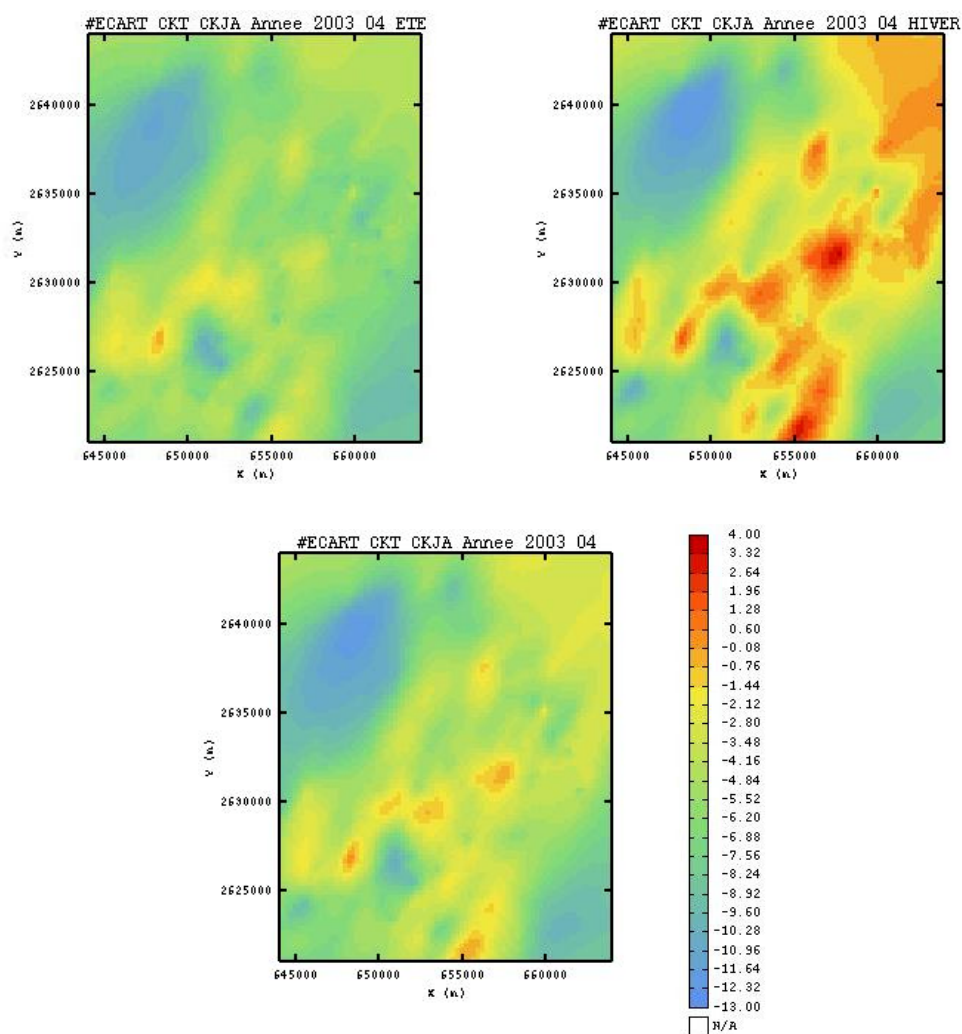 #ECART CKT CKJA Annee 2003 04 ETE
2640000
2635000
2630000
2625000
Y (m)
645000 650000 655000 660000
X (m)
#ECART CKT CKJA Annee 2003 04 HIVER
2640000
2635000
2630000
2625000
Y (m)
645000 650000 655000 660000
X (m)
#ECART CKT CKJA Annee 2003 04
2640000
2635000
2630000
2625000
Y (m)
645000 650000 655000 660000
X (m)
4.00
3.32
2.64
1.96
1.28
0.60
-0.08
-0.76
-1.44
-2.12
-2.80
-3.48
-4.16
-4.84
-5.52
-6.20
-6.88
-7.56
-8.24
-8.92
-9.60
-10.28
-10.96
-11.64
-12.32
-13.00
N/A